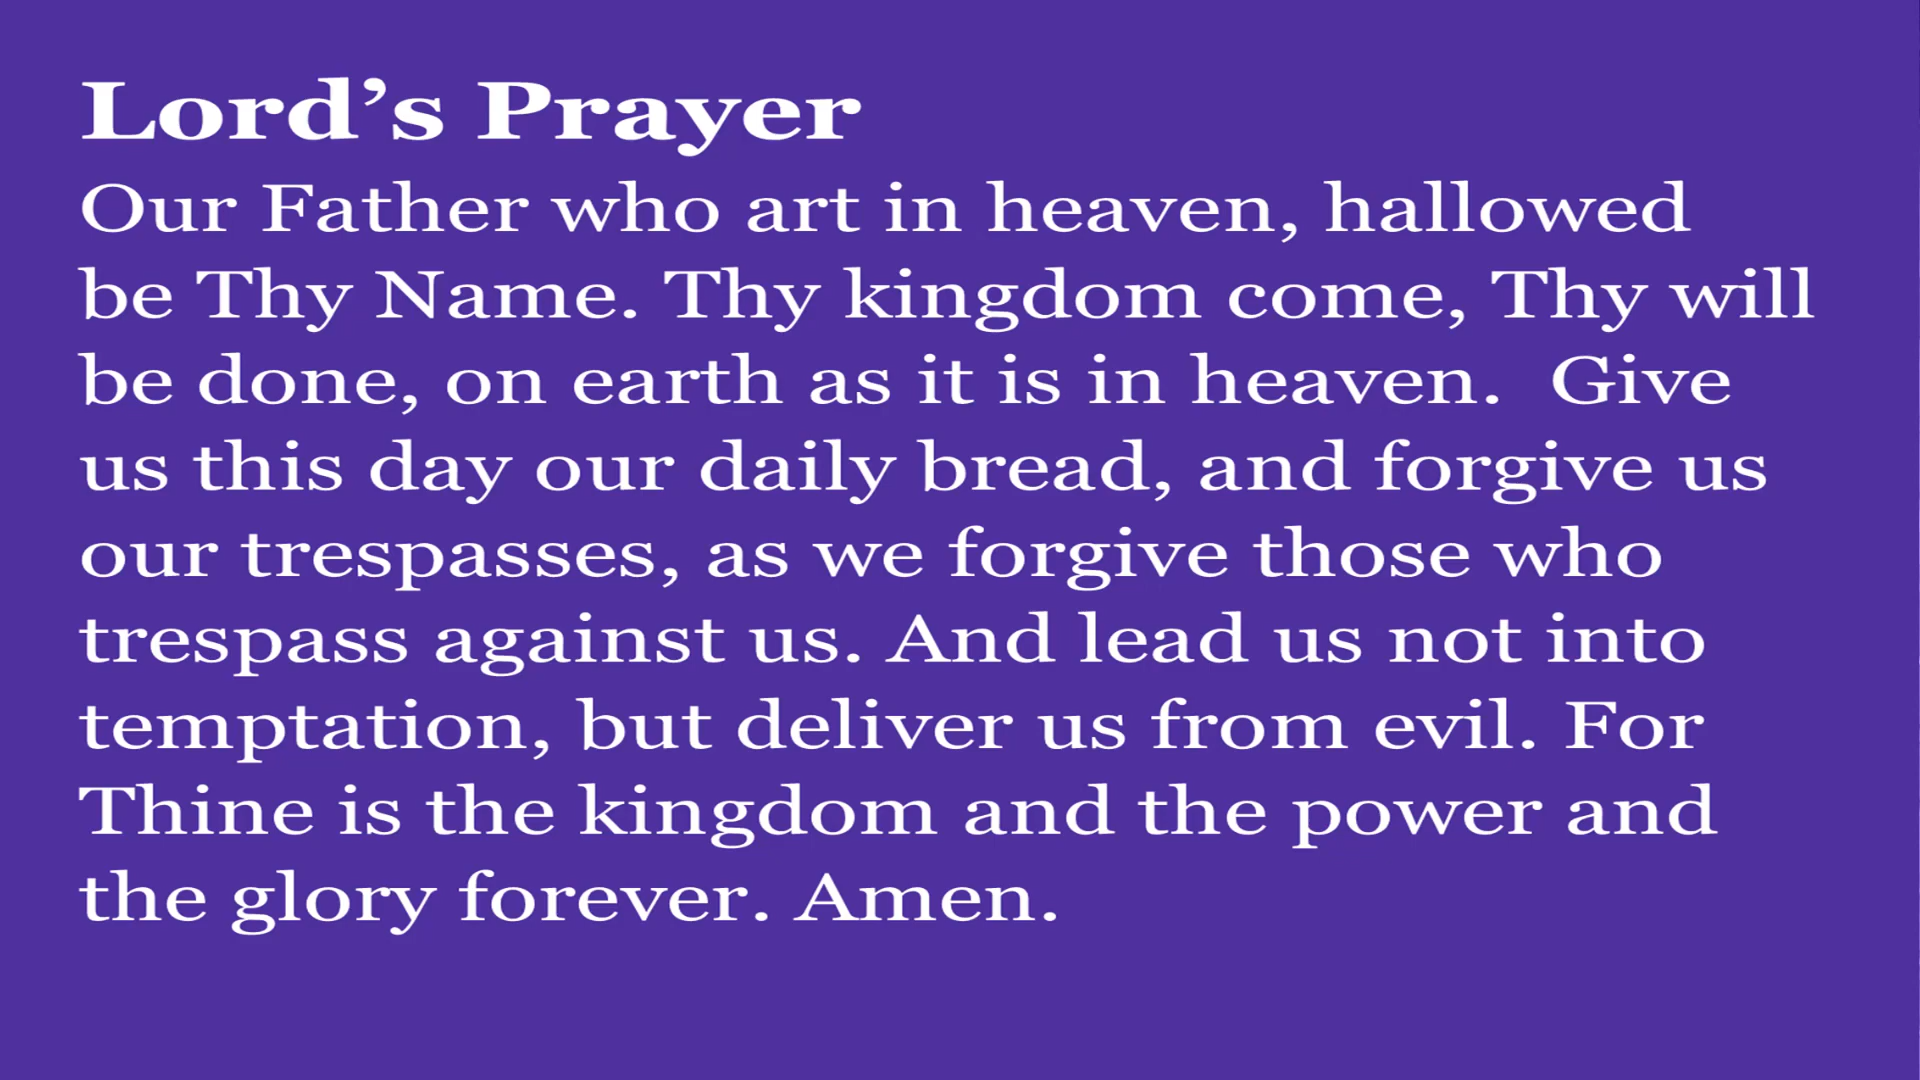 Lord’s Prayer
Our Father who art in heaven, hallowed
be Thy Name. Thy kingdom come, Thy will
be done, on earth as it is in heaven.  Give
us this day our daily bread, and forgive us
our trespasses, as we forgive those who
trespass against us. And lead us not into
temptation, but deliver us from evil. For
Thine is the kingdom and the power and
the glory forever. Amen.